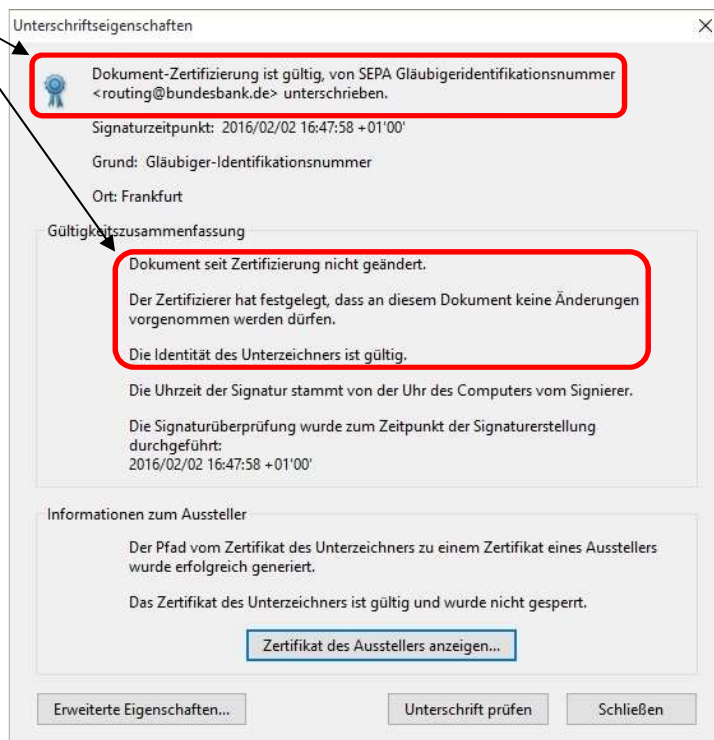 Unterschriftseigenschaften
Dokument-Zertifizierung ist gültig, von SEPA Gläubigeridentifikationsnummer
<routing@bundesbank.de> unterschrieben.
Signaturzeitpunkt: 2016/02/02 16:47:58 +01'00'
Grund: Gläubiger-Identifikationsnummer
Ort: Frankfurt
Gültigkeitszusammenfassung
Dokument seit Zertifizierung nicht geändert.
Der Zertifizierer hat festgelegt, dass an diesem Dokument keine Änderungen
vorgenommen werden dürfen.
Die Identität des Unterzeichners ist gültig.
Die Uhrzeit der Signatur stammt von der Uhr des Computers vom Signierer.
Die Signaturüberprüfung wurde zum Zeitpunkt der Signaturerstellung
durchgeführt:
2016/02/02 16:47:58 +01'00'
Informationen zum Aussteller
Der Pfad vom Zertifikat des Unterzeichners zu einem Zertifikat eines Ausstellers
wurde erfolgreich generiert.
Das Zertifikat des Unterzeichners ist gültig und wurde nicht gesperrt.
Zertifikat des Ausstellers anzeigen...
Erweiterte Eigenschaften... Unterschrift prüfen Schließen